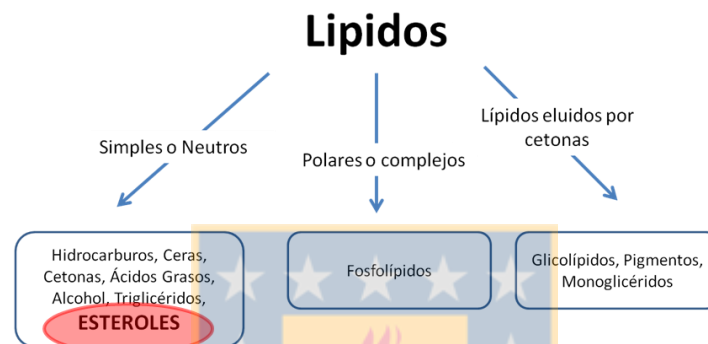 Lipidos
Simples o Neutros
Polares o complejos
Lípidos eluidos por
cetonas
Hidrocarburos, Ceras,
Cetonas, Ácidos Grasos,
Alcohol, Triglicéridos,
ESTEROLES
Fosfolípidos
Glicolípidos, Pigmentos,
Monoglicéridos